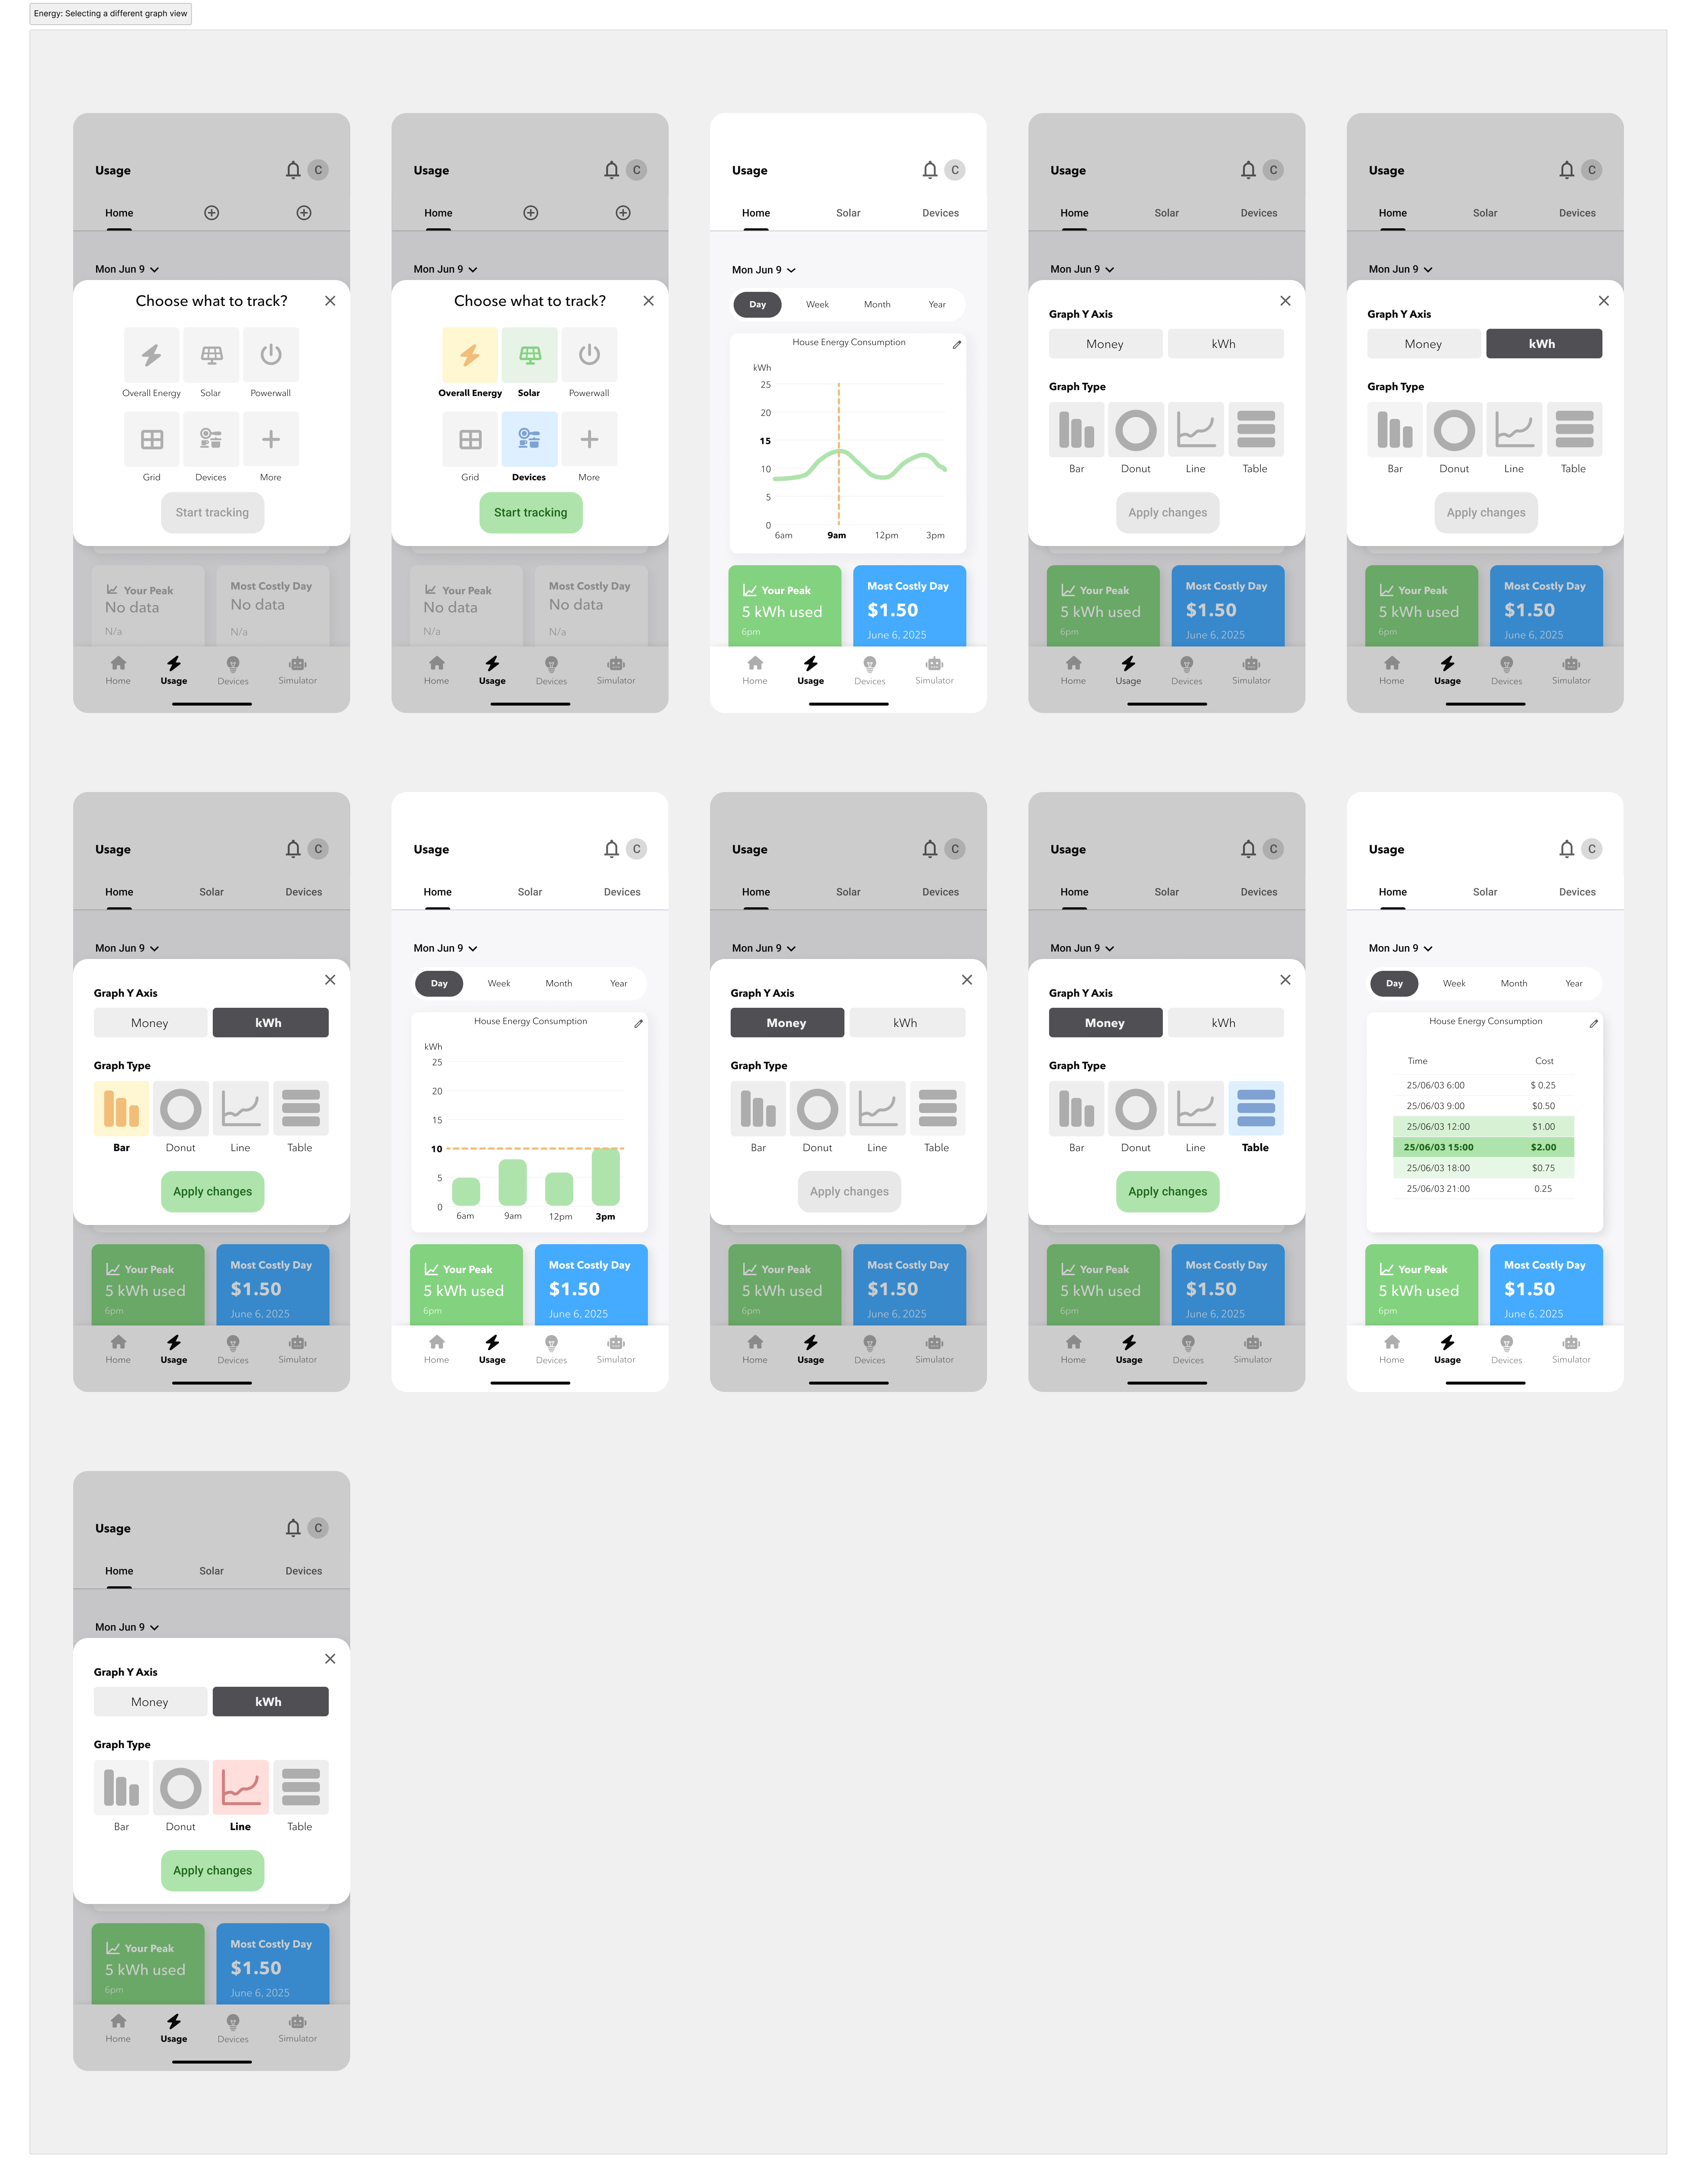 Energy: Selecting a different graph view
Usage
C
Home
Mon Jun 9
Choose what to track?
Overall Energy Solar Powerwall
Grid Devices More
Start tracking
Your Peak
No data
N/a
Most Costly Day
No data
N/a
Home Usage Devices Simulator
Usage
C
Home
Mon Jun 9
Choose what to track?
Overall Energy Solar Powerwall
Grid Devices More
Start tracking
Your Peak
No data
N/a
Most Costly Day
No data
N/a
Home Usage Devices Simulator
Usage
C
Home Solar Devices
Mon Jun 9
Day Week Month Year
House Energy Consumption
kWh
25
20
15
10
5
0
6am 9am 12pm 3pm
Your Peak
5 kWh used
6pm
Most Costly Day
$1.50
June 6, 2025
Home Usage Devices Simulator
Usage
C
Home Solar Devices
Mon Jun 9
Graph Y Axis
Money kWh
Graph Type
Bar Donut Line Table
Apply changes
Your Peak
5 kWh used
6pm
Most Costly Day
$1.50
June 6, 2025
Home Usage Devices Simulator
Usage
C
Home Solar Devices
Mon Jun 9
Graph Y Axis
Money kWh
Graph Type
Bar Donut Line Table
Apply changes
Your Peak
5 kWh used
6pm
Most Costly Day
$1.50
June 6, 2025
Home Usage Devices Simulator
Usage
C
Home Solar Devices
Mon Jun 9
Graph Y Axis
Money kWh
Graph Type
Bar Donut Line Table
Apply changes
Your Peak
5 kWh used
6pm
Most Costly Day
$1.50
June 6, 2025
Home Usage Devices Simulator
Usage
C
Home Solar Devices
Mon Jun 9
Day Week Month Year
House Energy Consumption
kWh
25
20
15
10
5
0
6am 9am 12pm 3pm
Your Peak
5 kWh used
6pm
Most Costly Day
$1.50
June 6, 2025
Home Usage Devices Simulator
Usage
C
Home Solar Devices
Mon Jun 9
Graph Y Axis
Money kWh
Graph Type
Bar Donut Line Table
Apply changes
Your Peak
5 kWh used
6pm
Most Costly Day
$1.50
June 6, 2025
Home Usage Devices Simulator
Usage
C
Home Solar Devices
Mon Jun 9
Graph Y Axis
Money kWh
Graph Type
Bar Donut Line Table
Apply changes
Your Peak
5 kWh used
6pm
Most Costly Day
$1.50
June 6, 2025
Home Usage Devices Simulator
Usage
C
Home Solar Devices
Mon Jun 9
Day Week Month Year
House Energy Consumption
Time Cost
25/06/03 6:00 $ 0.25
25/06/03 9:00 $0.50
25/06/03 12:00 $1.00
25/06/03 15:00 $2.00
25/06/03 18:00 $0.75
25/06/03 21:00 0.25
Your Peak
5 kWh used
6pm
Most Costly Day
$1.50
June 6, 2025
Home Usage Devices Simulator
Usage
C
Home Solar Devices
Mon Jun 9
Graph Y Axis
Money kWh
Graph Type
Bar Donut Line Table
Apply changes
Your Peak
5 kWh used
6pm
Most Costly Day
$1.50
June 6, 2025
Home Usage Devices Simulator